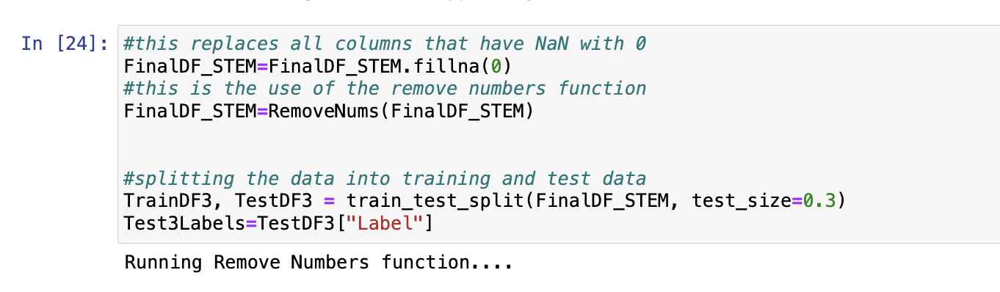 In [24]: #this replaces all columns that have NaN with 0
FinalDF_STEM=FinalDF_STEM.fillna(0)
#this is the use of the remove numbers function
FinalDF_STEM=RemoveNums(FinalDF_STEM)
#splitting the data into training and test data
TrainDF3, TestDF3 = train_test_split(FinalDF_STEM, test_size=0.3)
Test3Labels=TestDF3["Label"]
Running Remove Numbers function....